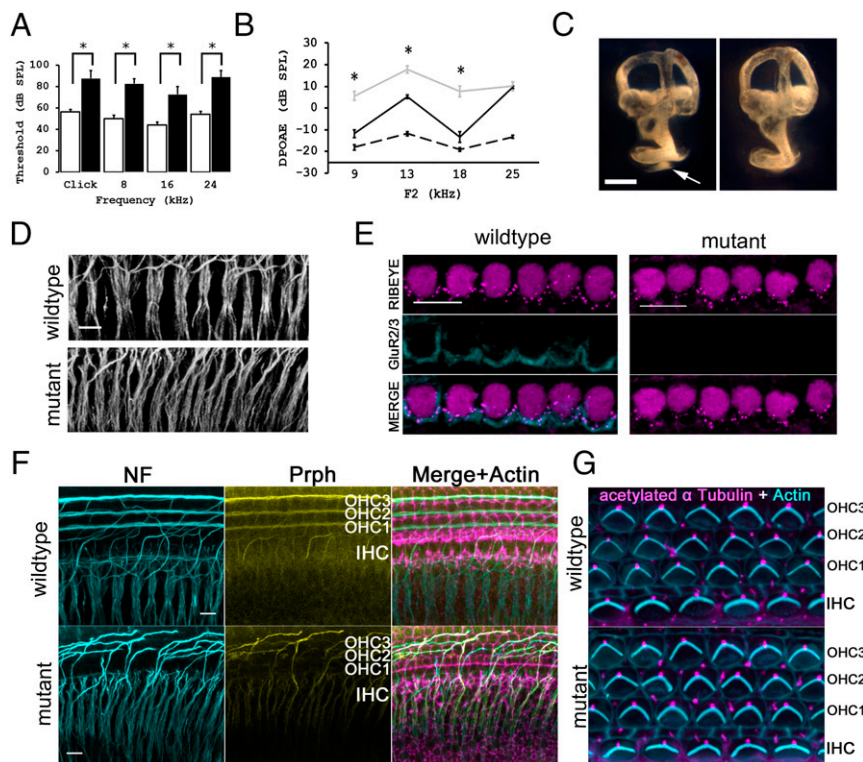 A
Threshold (dB SPL)
100
80
60
40
20
0
* * * *
Click 8 16 24
Frequency (kHz)
B
DPOAE (dB SPL)
30
20
10
0
-10
-20
-30
* * *
9 13 18 25
F2 (kHz)
C
D
wildtype
mutant
E
wildtype mutant
RIBEYE
GluR2/3
MERGE
F
NF Prph Merge+Actin
wildtype
OHC3
OHC2
OHC1
IHC
mutant
OHC3
OHC2
OHC1
IHC
G
acetylated α Tubulin + Actin
wildtype
OHC3
OHC2
OHC1
IHC
mutant
OHC3
OHC2
OHC1
IHC